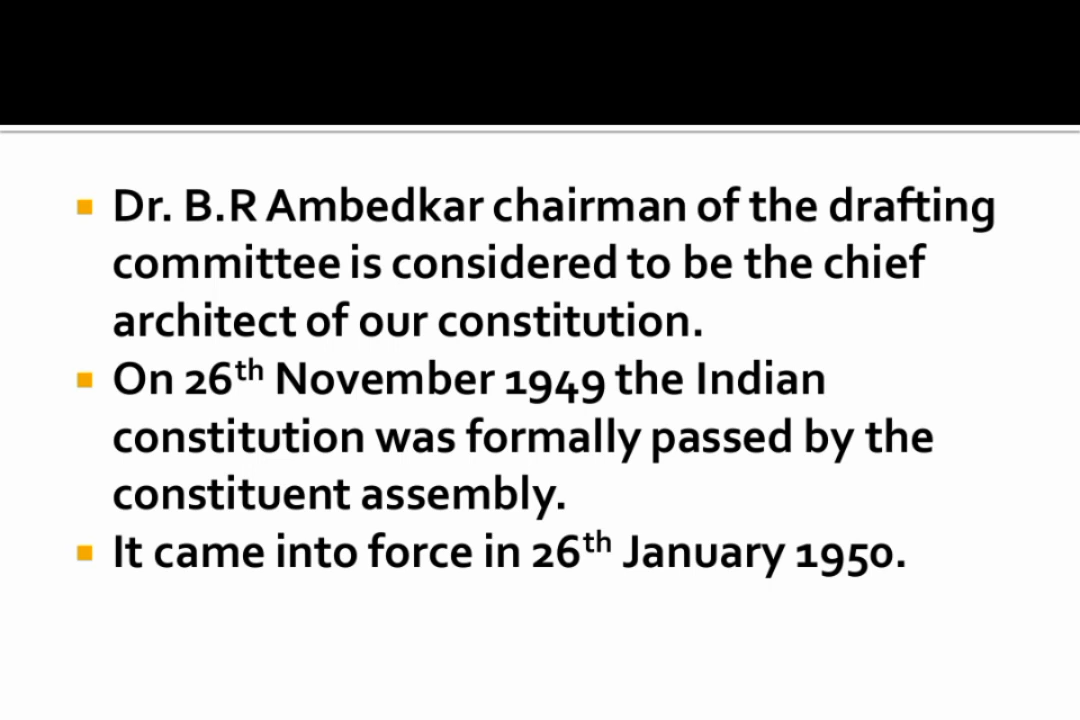 Dr. B.R Ambedkar chairman of the drafting
committee is considered to be the chief
architect of our constitution.
On 26th November 1949 the Indian
constitution was formally passed by the
constituent assembly.
It came into force in 26th January 1950.